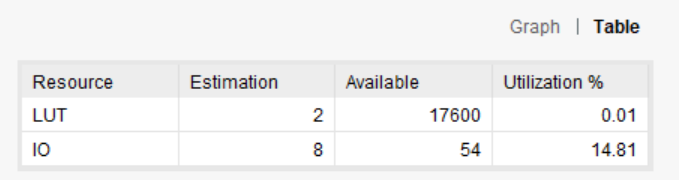 Graph | Table
Resource Estimation Available Utilization %
LUT 2 17600 0.01
IO 8 54 14.81